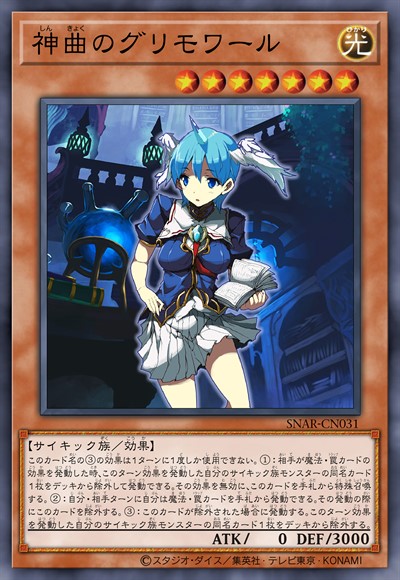 神曲のグリモワール
しん きょく
光
ひかり
SNAR-CN031
【サイキック族／効果】
このカード名の③の効果は1ターンに1度しか使用できない。①：相手が魔法・罠カードの
効果を発動した時、このターン効果を発動した自分のサイキック族モンスターの同名カード
1枚をデッキから除外して発動できる。その効果を無効に、このカードを手札から特殊召喚
する。②：自分・相手ターンに自分は魔法・罠カードを手札から発動できる。その発動の際に
このカードを除外する。③：このカードが除外された場合に発動する。このターン効果
を発動した自分のサイキック族モンスターの同名カード1枚をデッキから除外する。
ATK/ 0 DEF/3000
©スタジオ・ダイス/集英社・テレビ東京・KONAMI